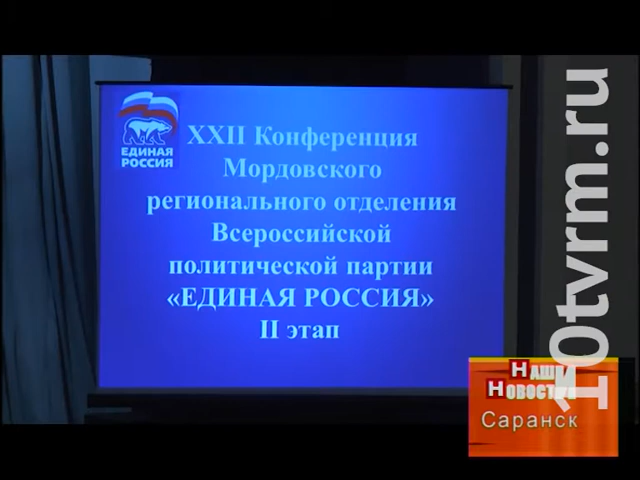 ЕДИНАЯ
РОССИЯ
XXII Конференция
Мордовского
регионального отделения
Всероссийской
политической партии
«ЕДИНАЯ РОССИЯ»
II этап
10tvrm.ru
Наши
Новости
Саранск